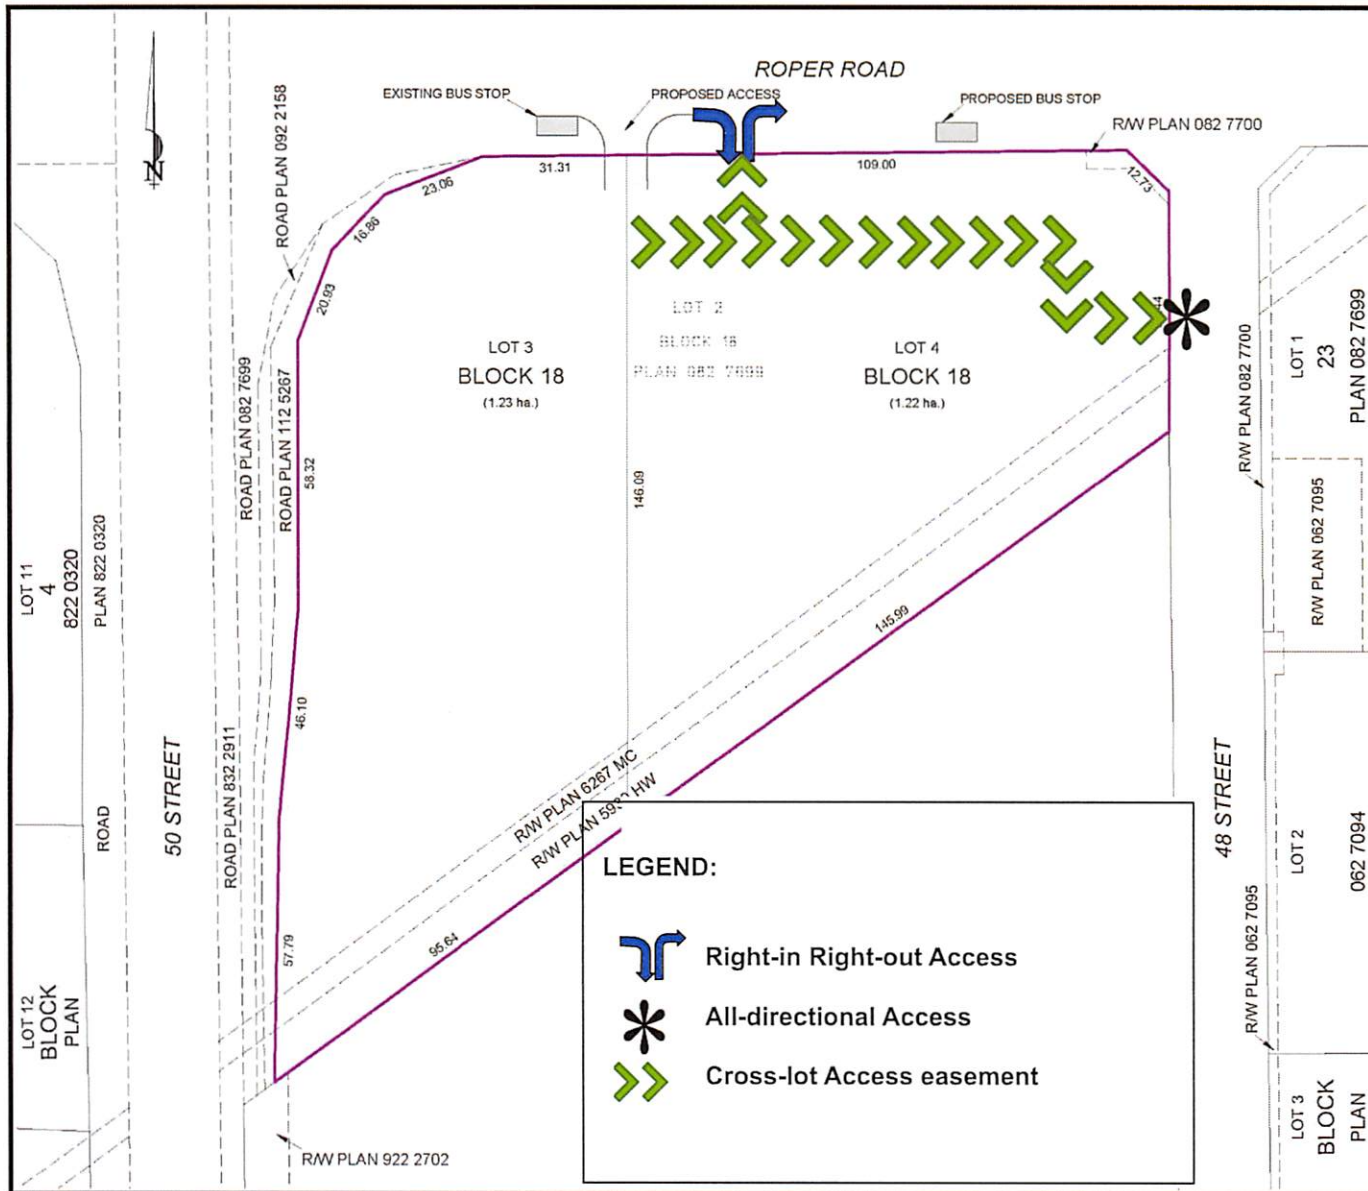 ROPER ROAD
EXISTING BUS STOP
PROPOSED ACCESS
PROPOSED BUS STOP
R/W PLAN 082 7700
N
ROAD PLAN 092 2158
31.31
109.00
12.73
23.06
16.86
20.93
LOT 2
BLOCK 18
PLAN 082 7699
LOT 3
BLOCK 18
(1.23 ha.)
LOT 4
BLOCK 18
(1.22 ha.)
ROAD PLAN 082 7699
ROAD PLAN 112 5267
58.32
146.09
R/W PLAN 082 7700
LOT 1
23
PLAN 082 7699
R/W PLAN 062 7095
LOT 11
4
822 0320
PLAN 822 0320
ROAD
50 STREET
ROAD PLAN 832 2911
46.10
145.99
R/W PLAN 6267 MC
R/W PLAN HW
48 STREET
LOT 2
062 7094
R/W PLAN 062 7095
57.79
95.64
LOT 12
BLOCK
PLAN
R/W PLAN 922 2702
LOT 3
BLOCK
PLAN
LEGEND:
Right-in Right-out Access
All-directional Access
Cross-lot Access easement